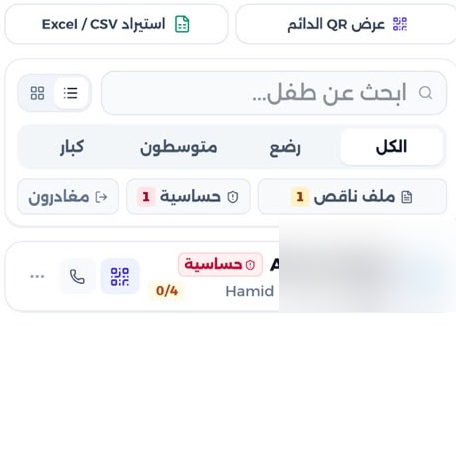 عرض QR الدائم
استيراد Excel / CSV
ابحث عن طفل...
الكل رضع متوسطون كبار
ملف ناقص 1 حساسية 1 مغادرون
A حساسية
Hamid 0/4